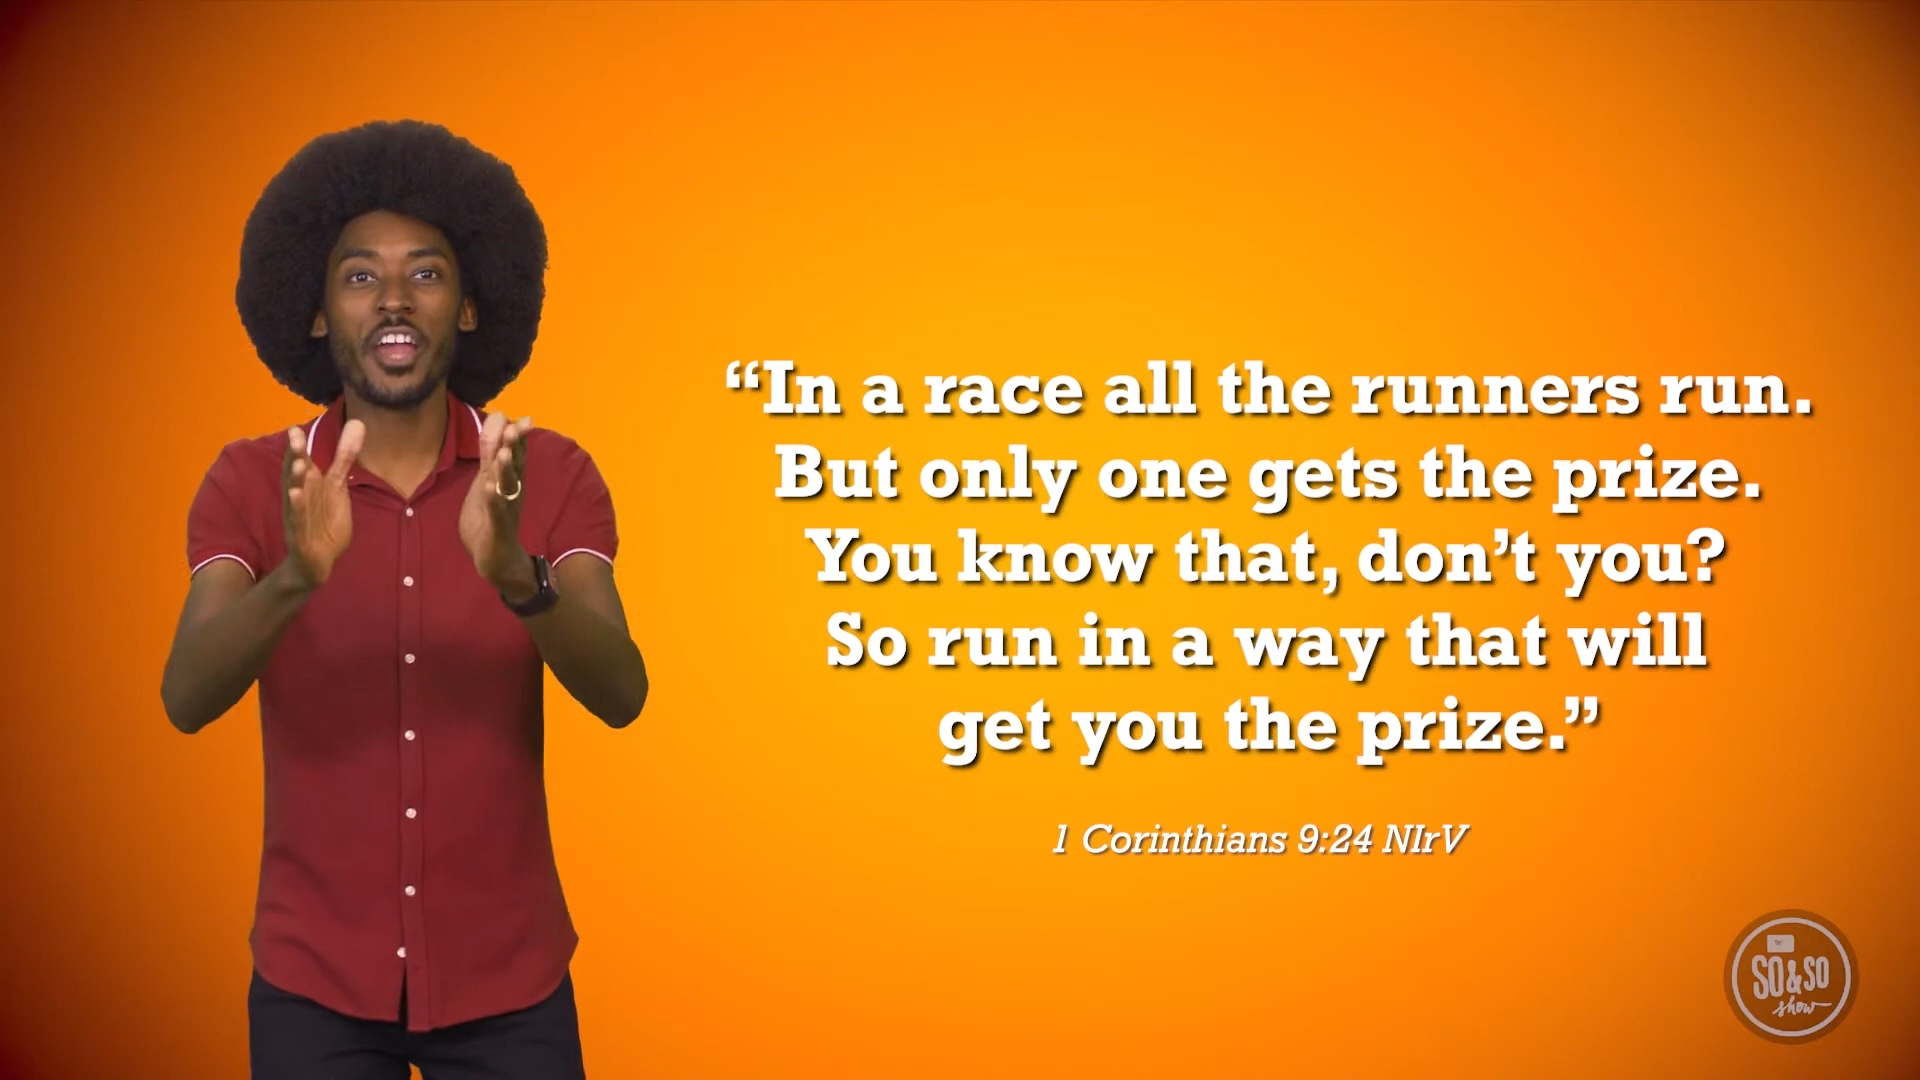 “In a race all the runners run.
But only one gets the prize.
You know that, don’t you?
So run in a way that will
get you the prize.”
1 Corinthians 9:24 NIrV
SO & SO
show